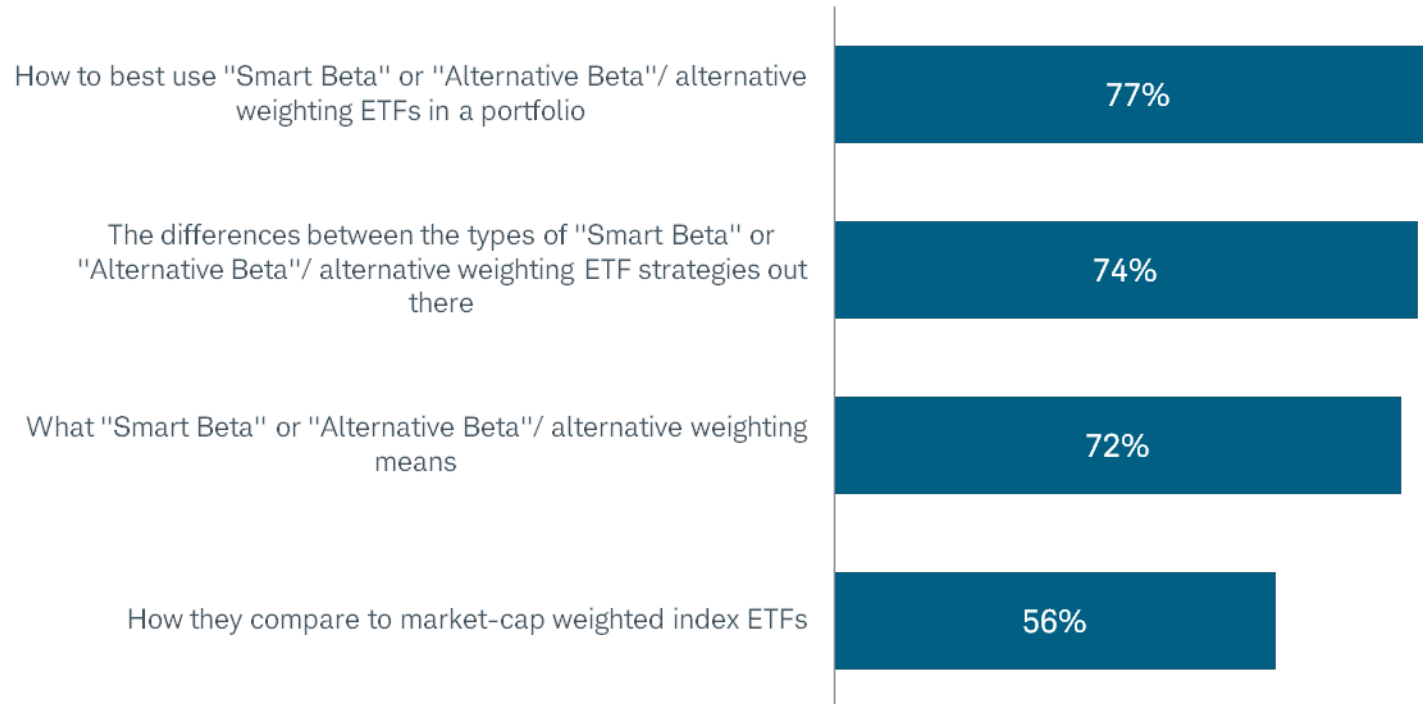 How to best use "Smart Beta" or "Alternative Beta"/ alternative
weighting ETFs in a portfolio
77%
The differences between the types of "Smart Beta" or
"Alternative Beta"/ alternative weighting ETF strategies out
there
74%
What "Smart Beta" or "Alternative Beta"/ alternative weighting
means
72%
How they compare to market-cap weighted index ETFs
56%